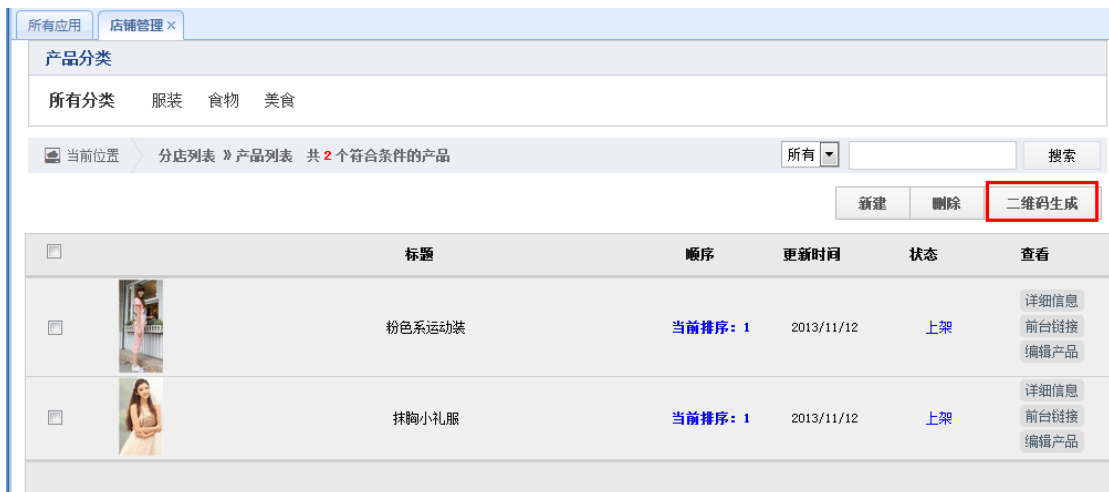 所有应用 店铺管理 ×
产品分类
所有分类 服装 食物 美食
当前位置 分店列表 》产品列表 共 2 个符合条件的产品 所有 搜索
新建 删除 二维码生成
标题 顺序 更新时间 状态 查看
详细信息
粉色系运动装 当前排序：1 2013/11/12 上架 前台链接
编辑产品
详细信息
抹胸小礼服 当前排序：1 2013/11/12 上架 前台链接
编辑产品